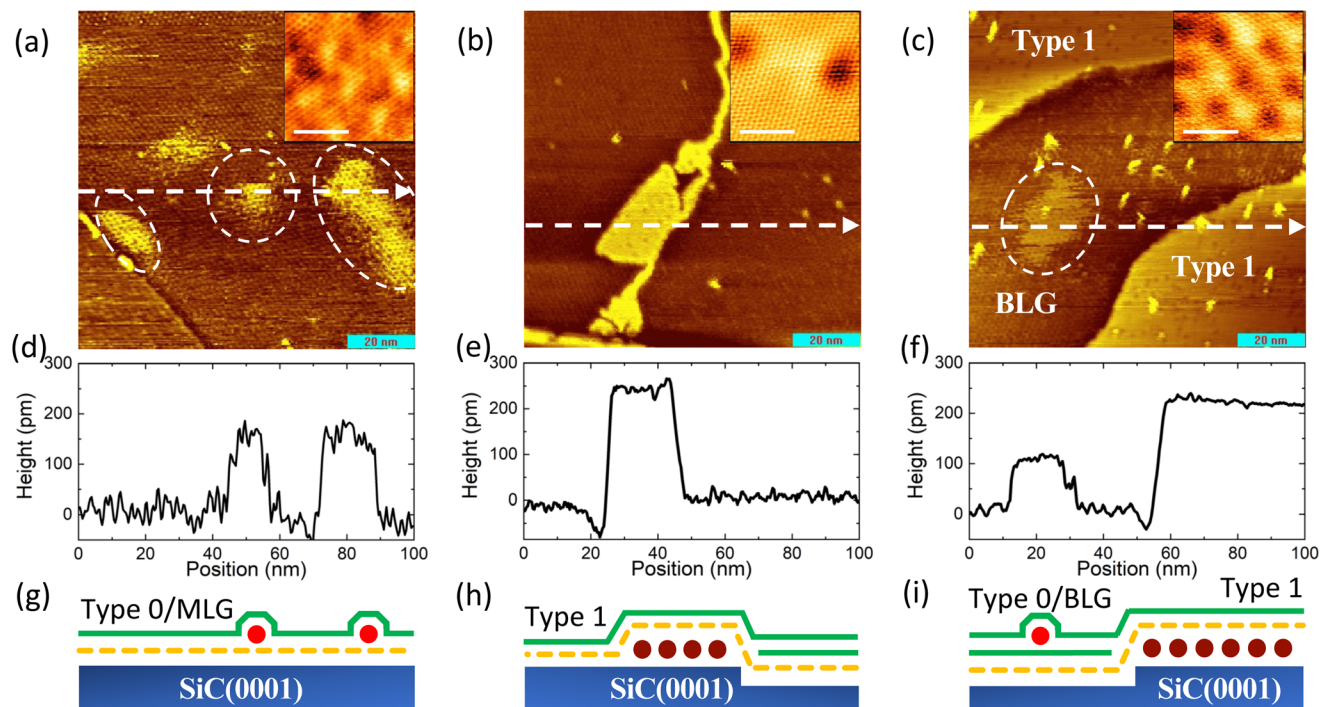 (a)
(b)
(c)
Type 1
Type 1
BLG
20 nm
20 nm
20 nm
(d)
(e)
(f)
Height (pm)
300
200
100
0
0 20 40 60 80 100
Position (nm)
Height (pm)
300
200
100
0
0 20 40 60 80 100
Position (nm)
Height (pm)
300
200
100
0
0 20 40 60 80 100
Position (nm)
(g)
Type 0/MLG
SiC(0001)
(h)
Type 1
SiC(0001)
(i)
Type 0/BLG
Type 1
SiC(0001)